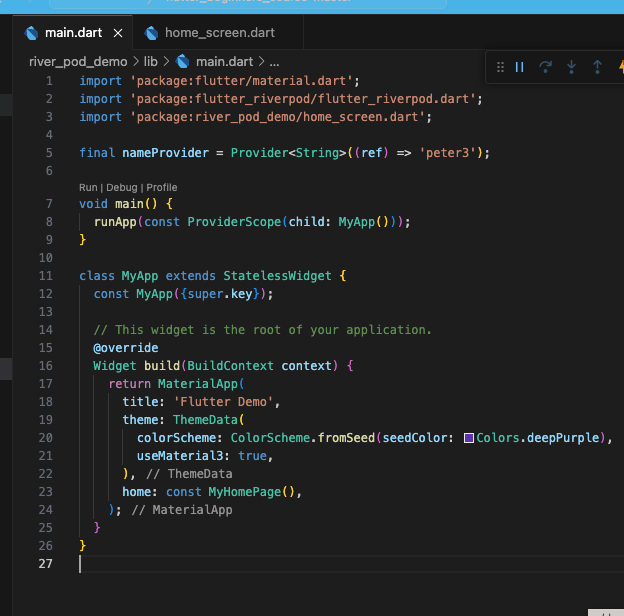 main.dart
home_screen.dart
river_pod_demo > lib > main.dart > ...
1 import 'package:flutter/material.dart';
2 import 'package:flutter_riverpod/flutter_riverpod.dart';
3 import 'package:river_pod_demo/home_screen.dart';
4
5 final nameProvider = Provider<String>((ref) => 'peter3');
6
Run | Debug | Profile
7 void main() {
8 runApp(const ProviderScope(child: MyApp()));
9 }
10
11 class MyApp extends StatelessWidget {
12 const MyApp({super.key});
13
14 // This widget is the root of your application.
15 @override
16 Widget build(BuildContext context) {
17 return MaterialApp(
18 title: 'Flutter Demo',
19 theme: ThemeData(
20 colorScheme: ColorScheme.fromSeed(seedColor: Colors.deepPurple),
21 useMaterial3: true,
22 ), // ThemeData
23 home: const MyHomePage(),
24 ); // MaterialApp
25 }
26 }
27